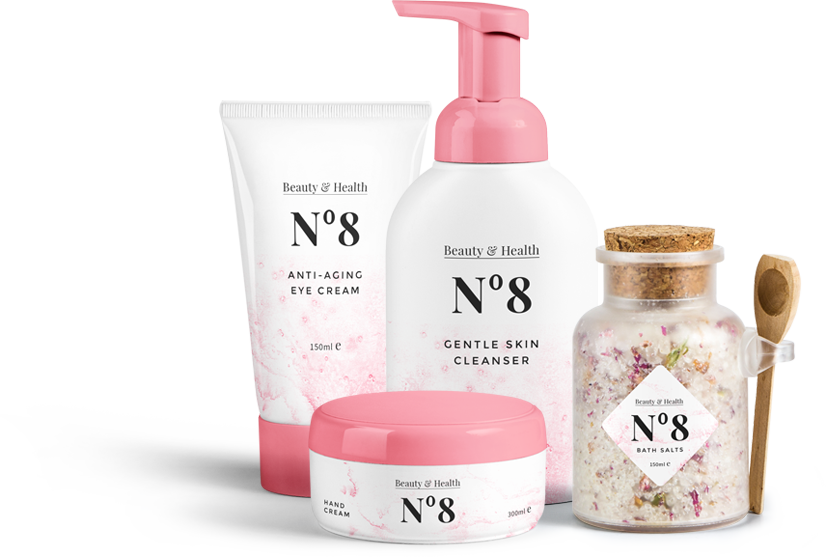 Beauty & Health
Nº8
ANTI-AGING
EYE CREAM
150ml e
Beauty & Health
Nº8
GENTLE SKIN
CLEANSER
Beauty & Health
Nº8
HAND
CREAM
300ml e
Beauty & Health
Nº8
BATH SALTS
150ml e